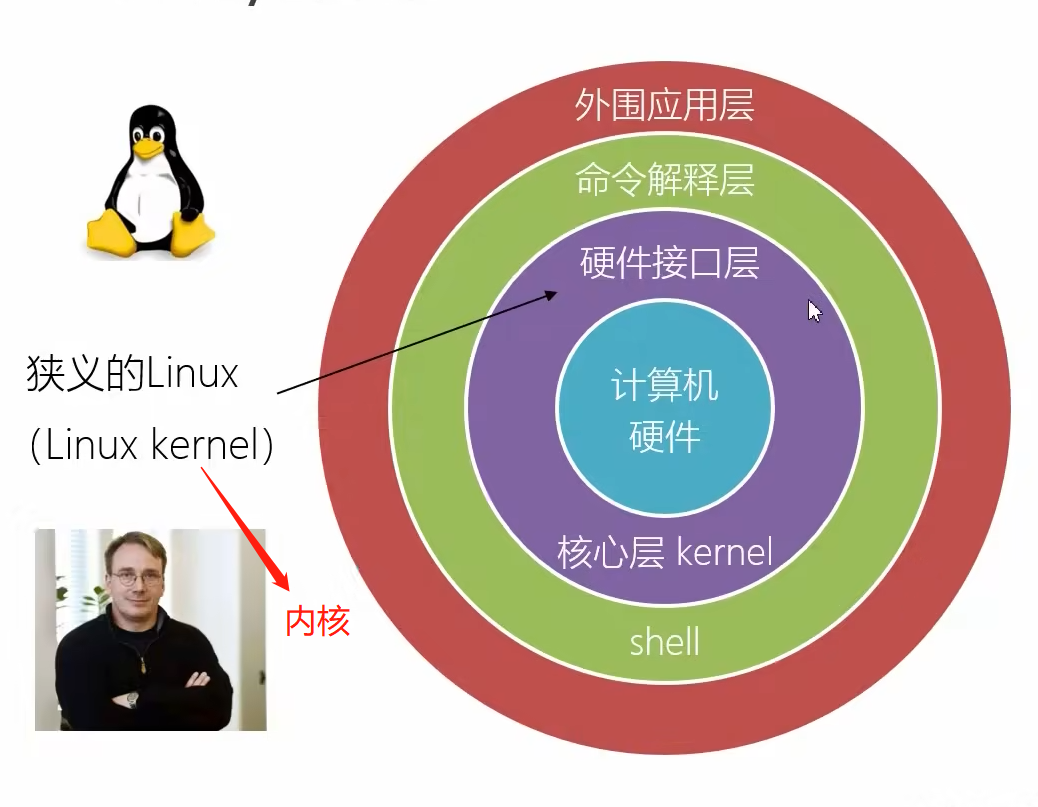 外围应用层
命令解释层
硬件接口层
计算机
硬件
核心层 kernel
shell
狭义的Linux
(Linux kernel)
内核